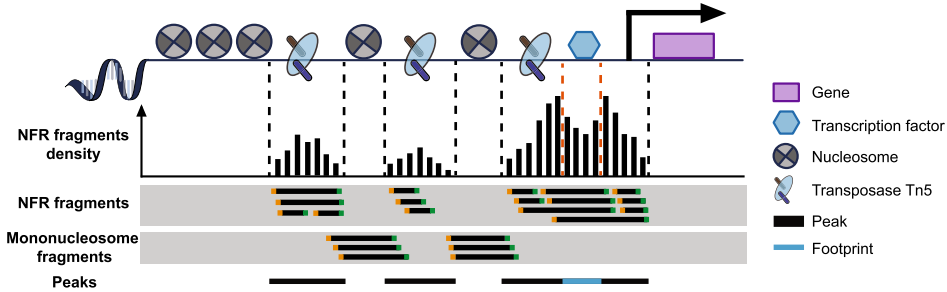 NFR fragments
density
NFR fragments
Mononucleosome
fragments
Peaks
Gene
Transcription factor
Nucleosome
Transposase Tn5
Peak
Footprint